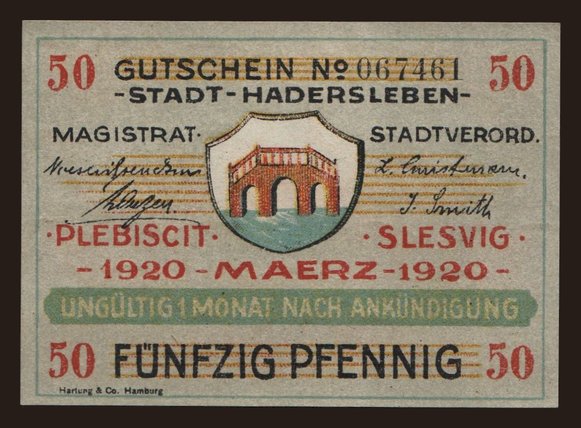 50 GUTSCHEIN No 067461 50
-STADT-HADERSLEBEN-
MAGISTRAT· STADTVERORD.
J. Smith
·PLEBISCIT· SLESVIG·
-1920-MAERZ-1920-
UNGÜLTIG 1 MONAT NACH ANKÜNDIGUNG
50 FÜNFZIG PFENNIG 50
Hartung & Co. Hamburg